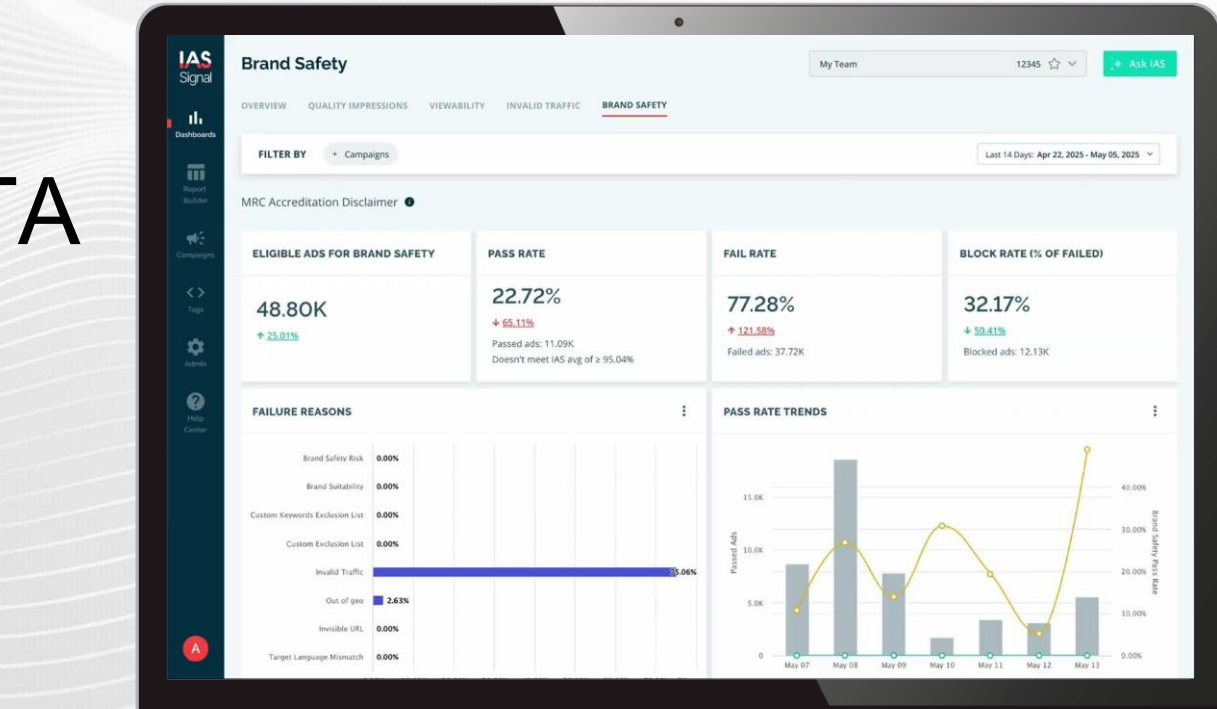 TA
IAS
Signal
Dashboards
Report
Builder
Campaigns
Tags
Admin
Help
Center
A
Brand Safety
My Team 12345
+ Ask IAS
OVERVIEW QUALITY IMPRESSIONS VIEWABILITY INVALID TRAFFIC BRAND SAFETY
FILTER BY + Campaigns
Last 14 Days: Apr 22, 2025 - May 05, 2025
MRC Accreditation Disclaimer
ELIGIBLE ADS FOR BRAND SAFETY
48.80K
↑ 25.01%
PASS RATE
22.72%
↓ 65.11%
Passed ads: 11.09K
Doesn't meet IAS avg of ≥ 95.04%
FAIL RATE
77.28%
↑ 121.58%
Failed ads: 37.72K
BLOCK RATE (% OF FAILED)
32.17%
↓ 50.41%
Blocked ads: 12.13K
FAILURE REASONS
Brand Safety Risk 0.00%
Brand Suitability 0.00%
Custom Keywords Exclusion List 0.00%
Custom Exclusion List 0.00%
Invalid Traffic 5.06%
Out of geo 2.63%
Invisible URL 0.00%
Target Language Mismatch 0.00%
PASS RATE TRENDS
Passed Ads
15.0K
10.0K
5.0K
0
40.00%
30.00%
20.00%
10.00%
0.00%
Brand Safety Pass Rate
May 07 May 08 May 09 May 10 May 11 May 12 May 13